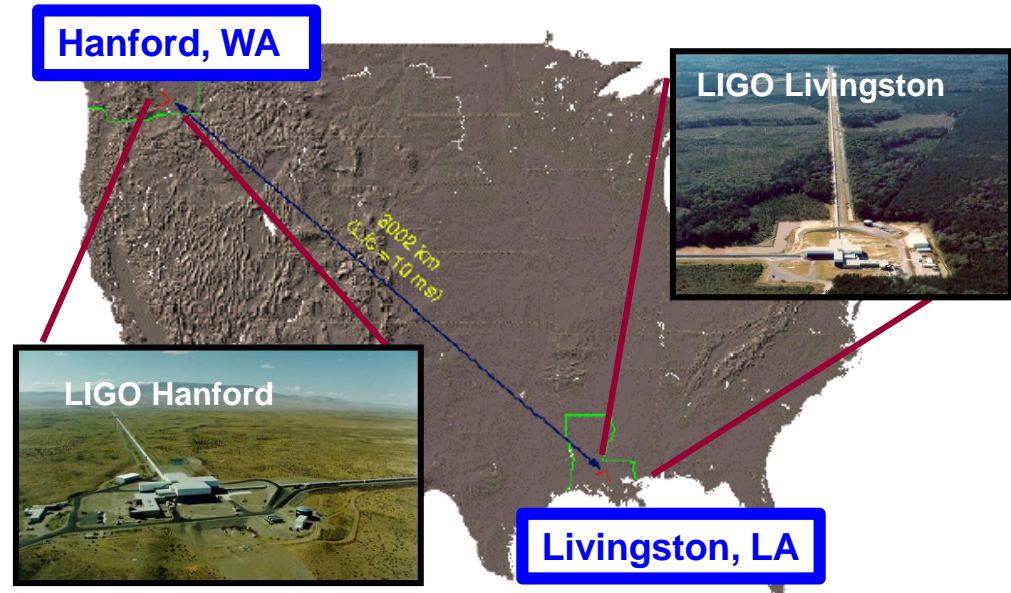 Hanford, WA
LIGO Livingston
3002 km
(L/c = 10 ms)
LIGO Hanford
Livingston, LA